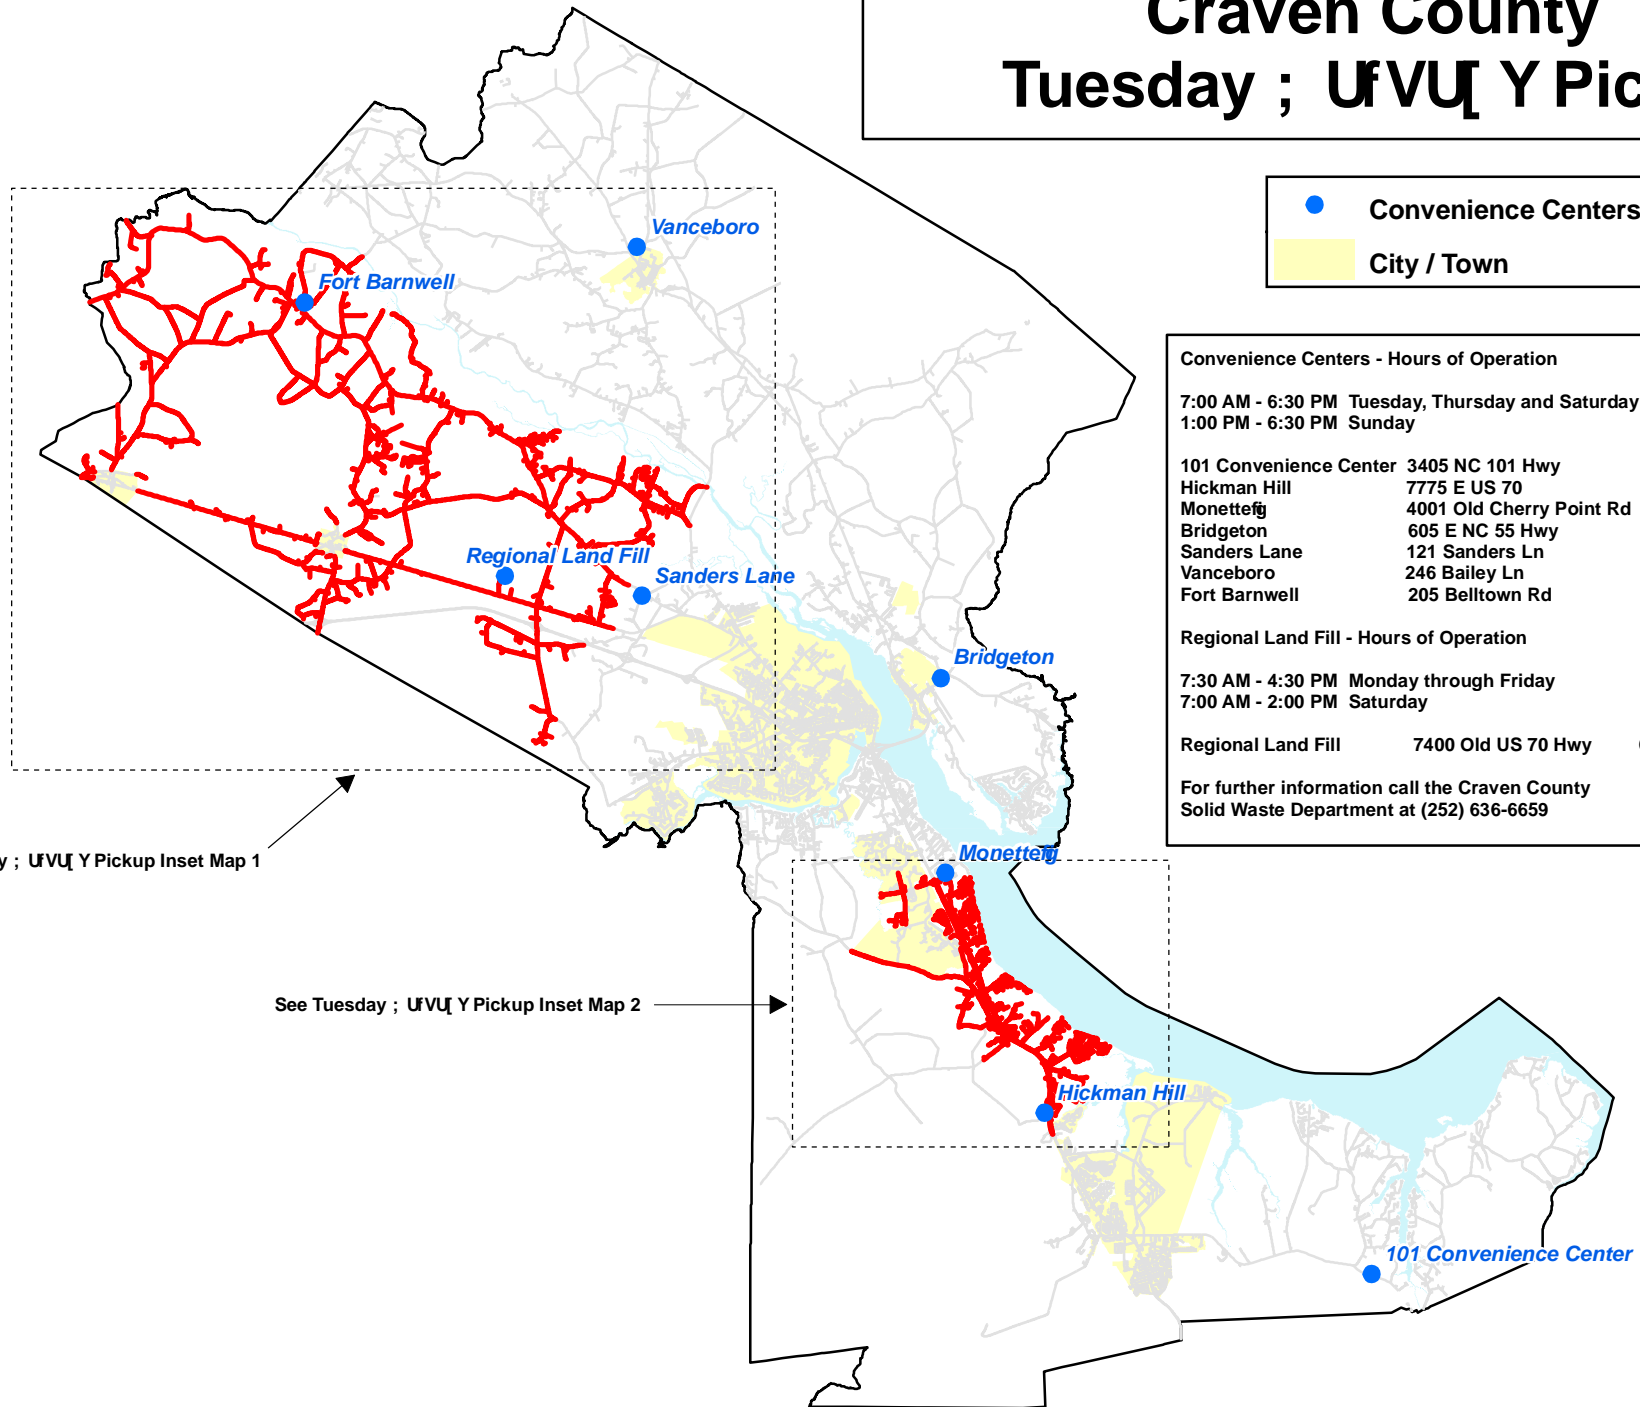 Craven County
Tuesday ; UfVU[ Y Pic
Convenience Centers
City / Town
Vanceboro
Fort Barnwell
Convenience Centers - Hours of Operation
7:00 AM - 6:30 PM Tuesday, Thursday and Saturday
1:00 PM - 6:30 PM Sunday
101 Convenience Center 3405 NC 101 Hwy
Hickman Hill 7775 E US 70
4001 Old Cherry Point Rd
Bridgeton 605 E NC 55 Hwy
Sanders Lane 121 Sanders Ln
Vanceboro 246 Bailey Ln
Fort Barnwell 205 Belltown Rd
Regional Land Fill - Hours of Operation
7:30 AM - 4:30 PM Monday through Friday
7:00 AM - 2:00 PM Saturday
Regional Land Fill 7400 Old US 70 Hwy
For further information call the Craven County
Solid Waste Department at (252) 636-6659
Regional Land Fill
Sanders Lane
Bridgeton
y ; UfVU[ Y Pickup Inset Map 1
See Tuesday ; UfVU[ Y Pickup Inset Map 2
Hickman Hill
101 Convenience Center